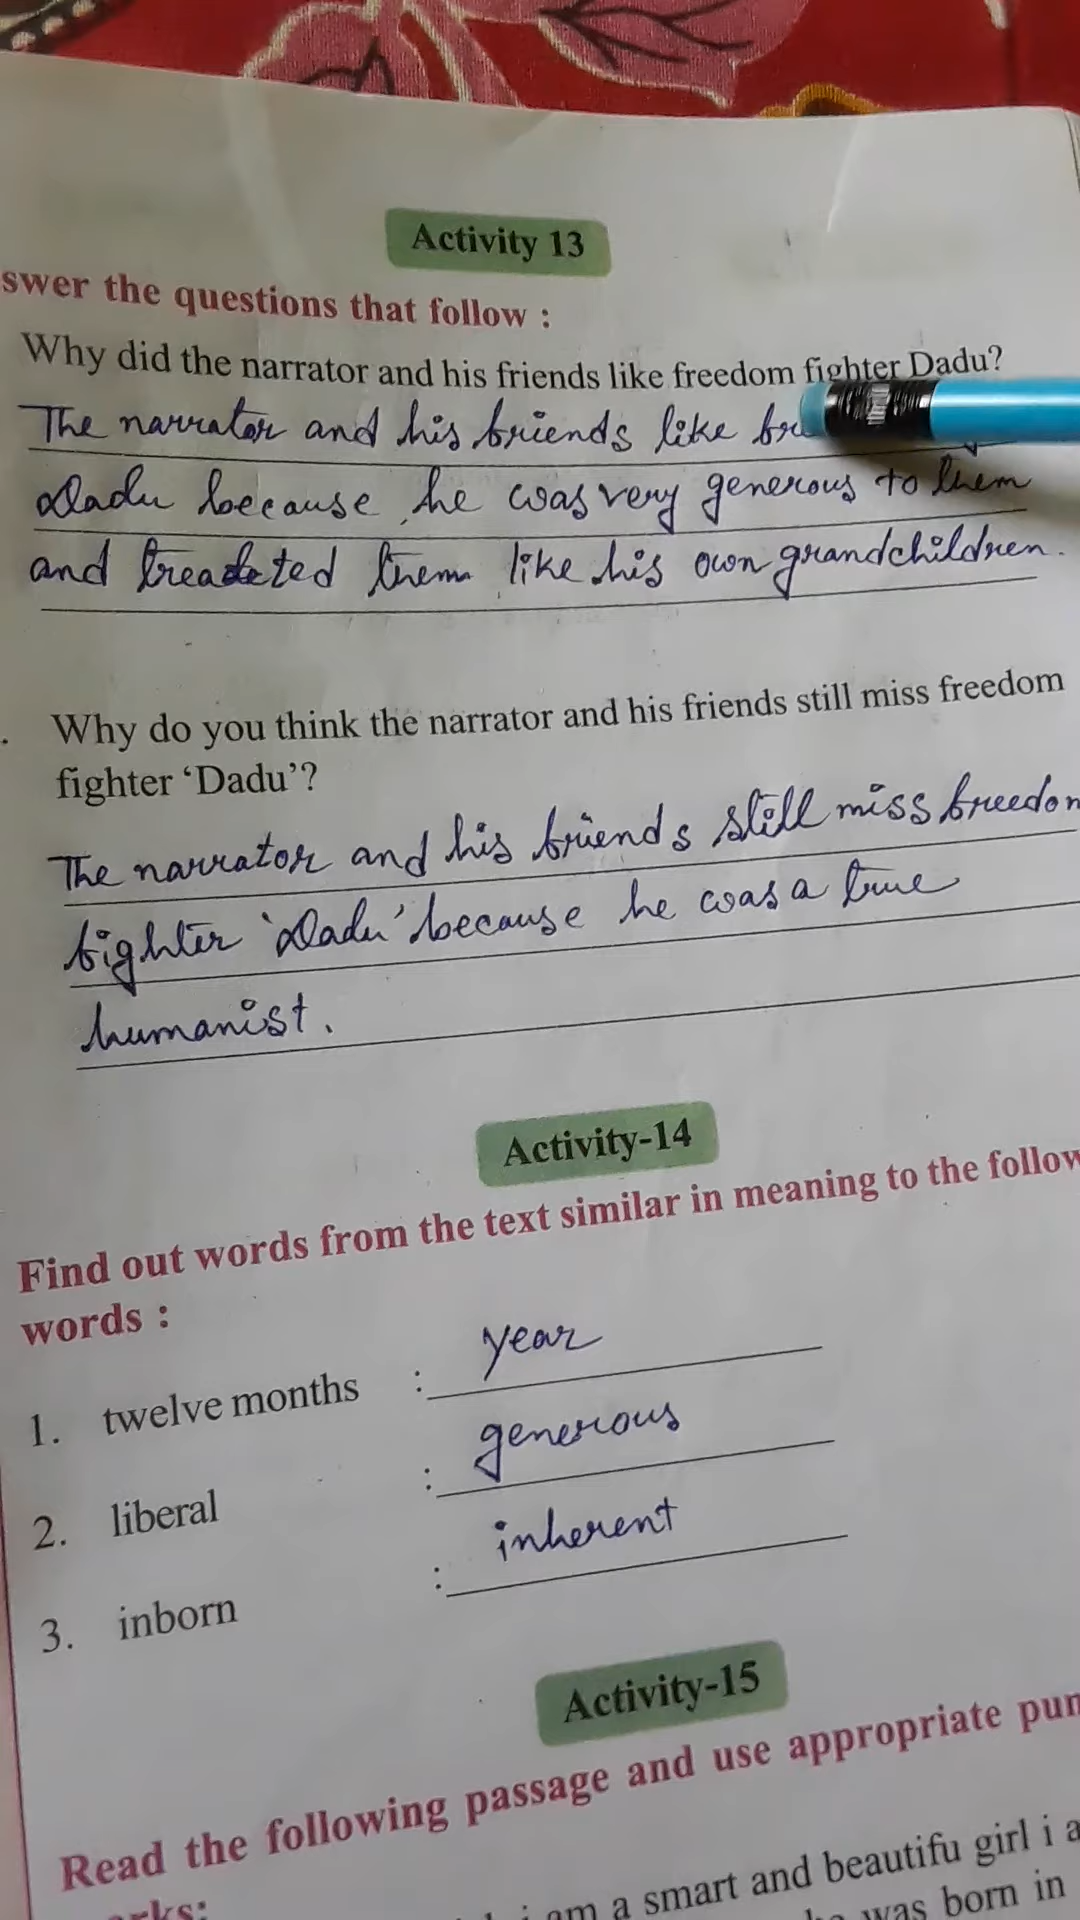 Activity 13
swer the questions that follow :
Why did the narrator and his friends like freedom fighter Dadu?
The narrator and his friends like
Dadu because he was very generous to them
and treadeted them like his own grandchildren.
. Why do you think the narrator and his friends still miss freedom
fighter ‘Dadu’?
The narrator and his friends still miss freedom
fighter ‘Dadu’ because he was a true
humanist.
Activity-14
Find out words from the text similar in meaning to the follow
words :
1. twelve months : year
2. liberal : generous
3. inborn : inherent
Activity-15
Read the following passage and use appropriate pun
rks:
i am a smart and beautifu girl i a
was born in